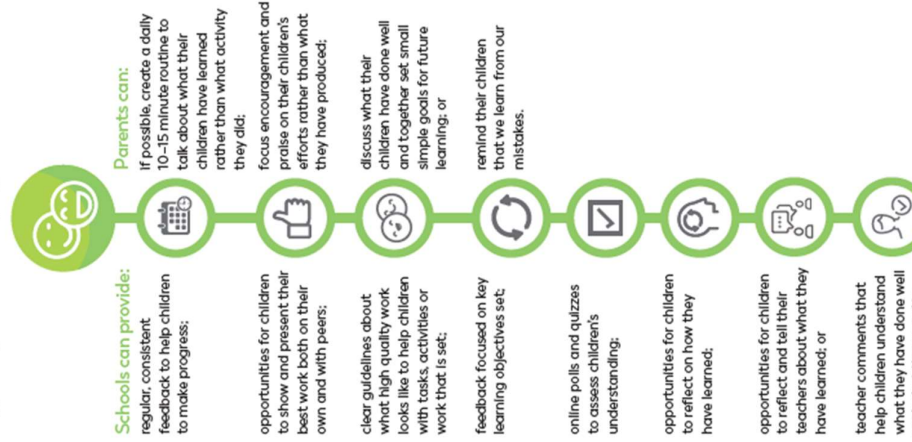 Schools can provide:
regular, consistent
feedback to help children
to make progress;
opportunities for children
to show and present their
best work both on their
own and with peers;
clear guidelines about
what high quality work
looks like to help children
with tasks, activities or
work that is set;
feedback focused on key
learning objectives set;
online polls and quizzes
to assess children's
understanding;
opportunities for children
to reflect on how they
have learned;
opportunities for children
to reflect and tell their
teachers about what they
have learned; or
teacher comments that
help children understand
what they have done well
Parents can:
if possible, create a daily
10–15 minute routine to
talk about what their
children have learned
rather than what activity
they did;
focus encouragement and
praise on their children's
efforts rather than what
they have produced;
discuss what their
children have done well
and together set small
simple goals for future
learning; or
remind their children
that we learn from our
mistakes.